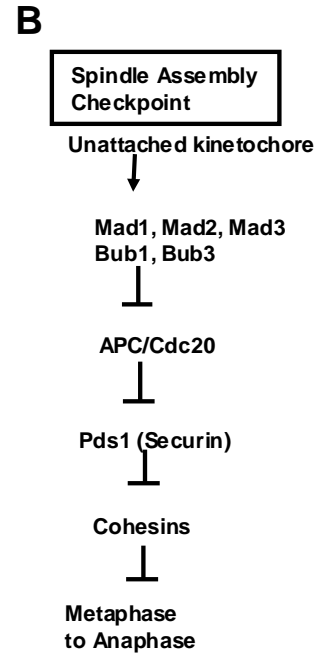 B
Spindle Assembly
Checkpoint
Unattached kinetochore
Mad1, Mad2, Mad3
Bub1, Bub3
APC/Cdc20
Pds1 (Securin)
Cohesins
Metaphase
to Anaphase